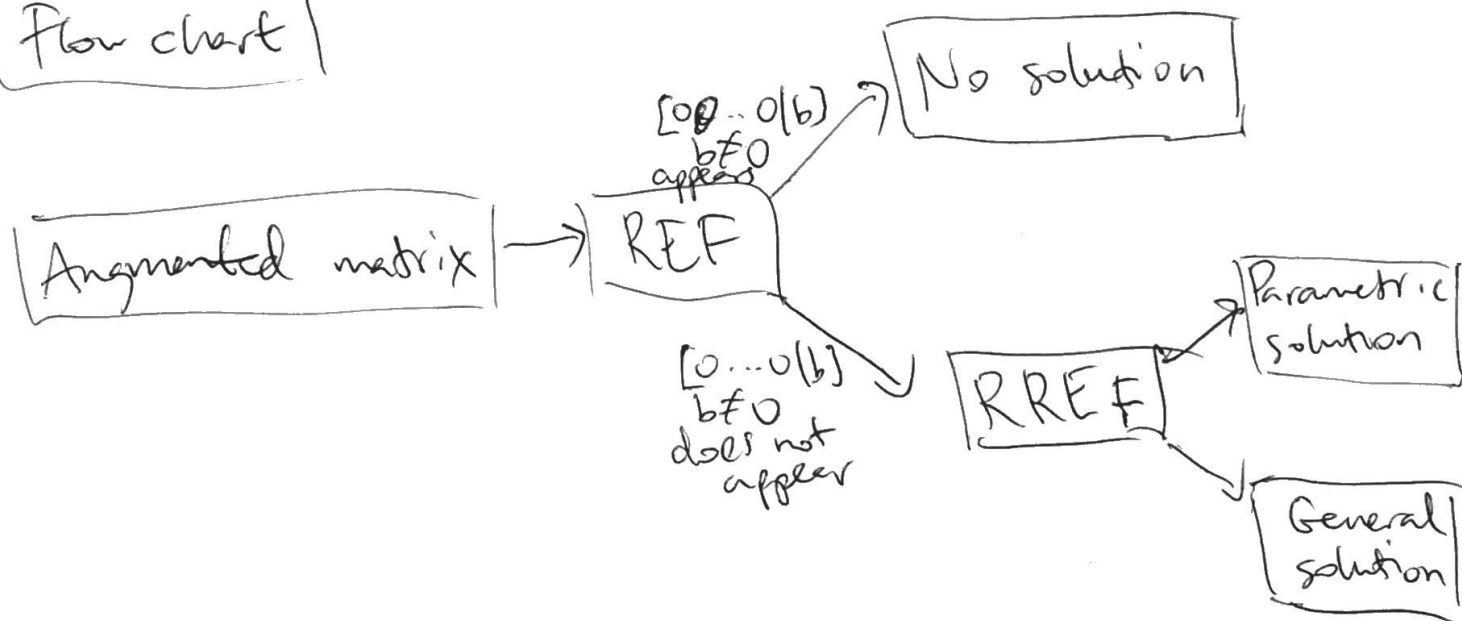 Flow chart
No solution
[00...0|b]
b≠0
appears
Augmented matrix
REF
[0...0|b]
b≠0
does not
appear
RREF
Parametric
solution
General
solution